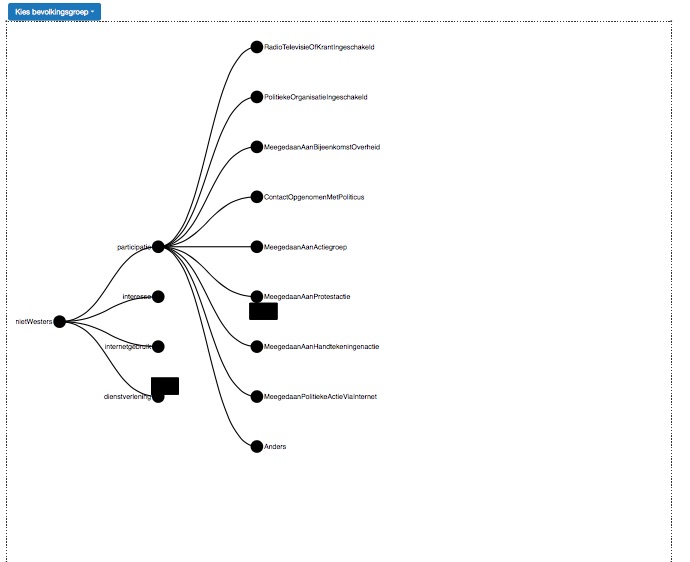 Kies bevolkingsgroep
RadioTelevisieOfKrantIngeschakeld
PolitiekeOrganisatieIngeschakeld
MeegedaanAanBijeenkomstOverheid
ContactOpgenomenMetPoliticus
participatie
MeegedaanAanActiegroep
interesse
MeegedaanAanProtestactie
nietWesters
internetgebruik
MeegedaanAanHandtekeningenactie
dienstverlening
MeegedaanPolitiekeActieViaInternet
Anders